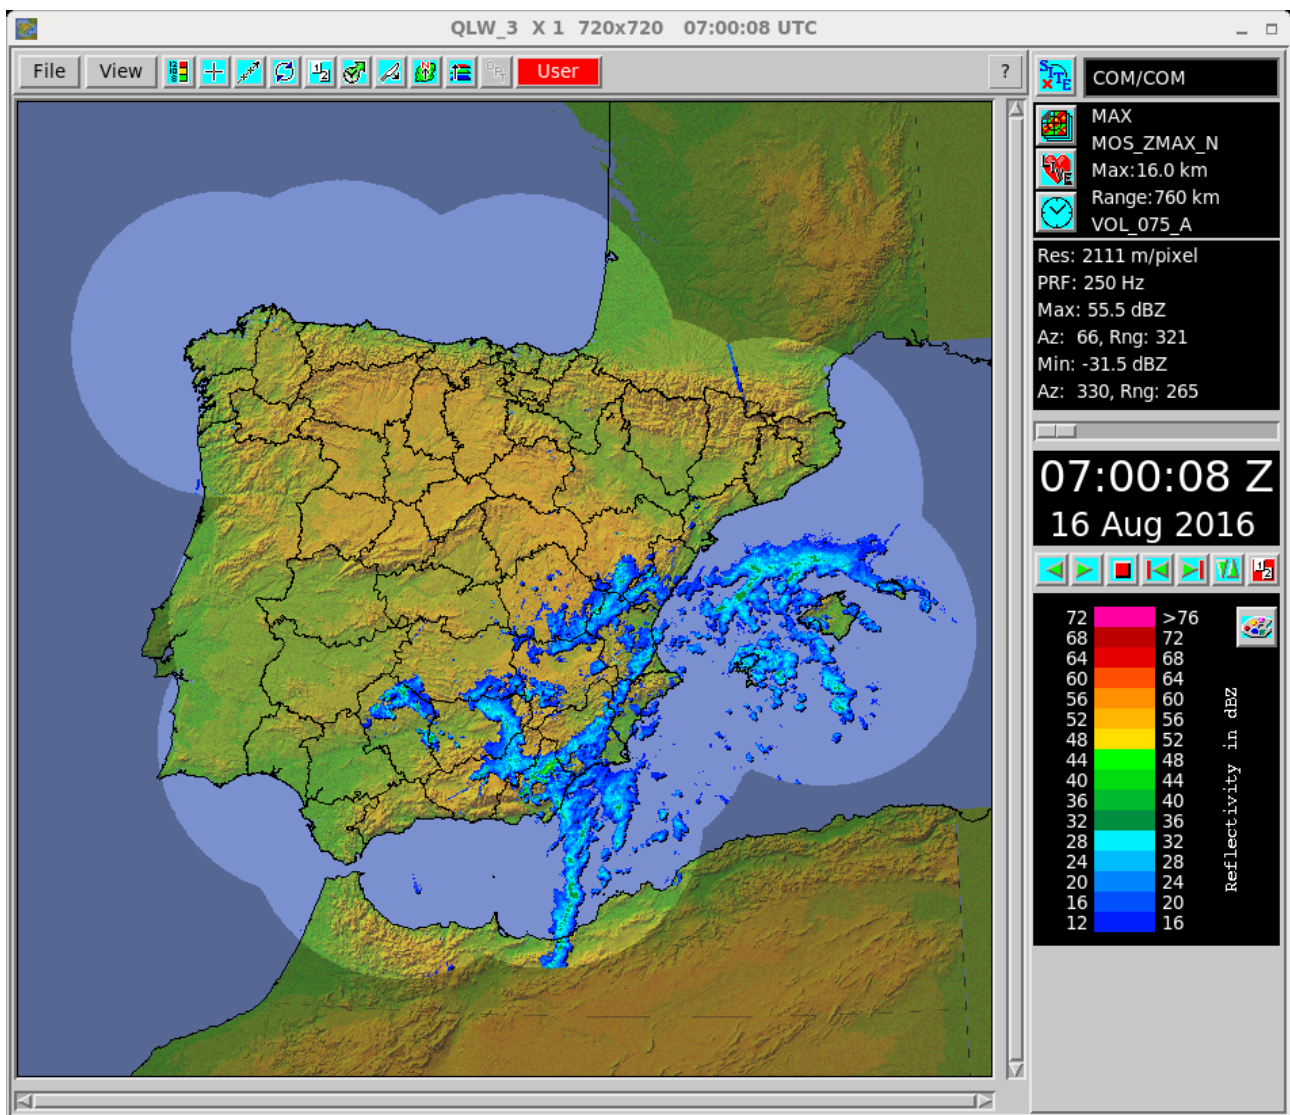 QLW_3 X 1 720x720 07:00:08 UTC
File View User ?
SITE
COM/COM
MAX
MOS_ZMAX_N
Max:16.0 km
LIVE
Range:760 km
VOL_075_A
Res: 2111 m/pixel
PRF: 250 Hz
Max: 55.5 dBZ
Az: 66, Rng: 321
Min: -31.5 dBZ
Az: 330, Rng: 265
07:00:08 Z
16 Aug 2016
72 >76
68 72
64 68
60 64
56 60
52 56
48 52
44 48
40 44
36 40
32 36
28 32
24 28
20 24
16 20
12 16
Reflectivity in dBZ